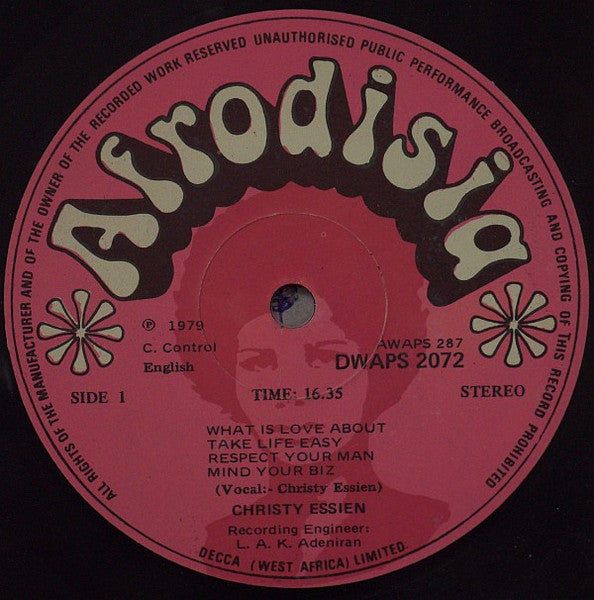 ALL RIGHTS OF THE MANUFACTURER AND OF THE OWNER OF THE RECORDED WORK RESERVED UNAUTHORISED PUBLIC PERFORMANCE BROADCASTING AND COPYING OF THIS RECORD PROHIBITED
Afrodisia
℗ 1979
C. Control
English
AWAPS 287
DWAPS 2072
SIDE 1
TIME: 16.35
STEREO
WHAT IS LOVE ABOUT
TAKE LIFE EASY
RESPECT YOUR MAN
MIND YOUR BIZ
(Vocal:- Christy Essien)
CHRISTY ESSIEN
Recording Engineer:
L. A. K. Adeniran
DECCA (WEST AFRICA) LIMITED.